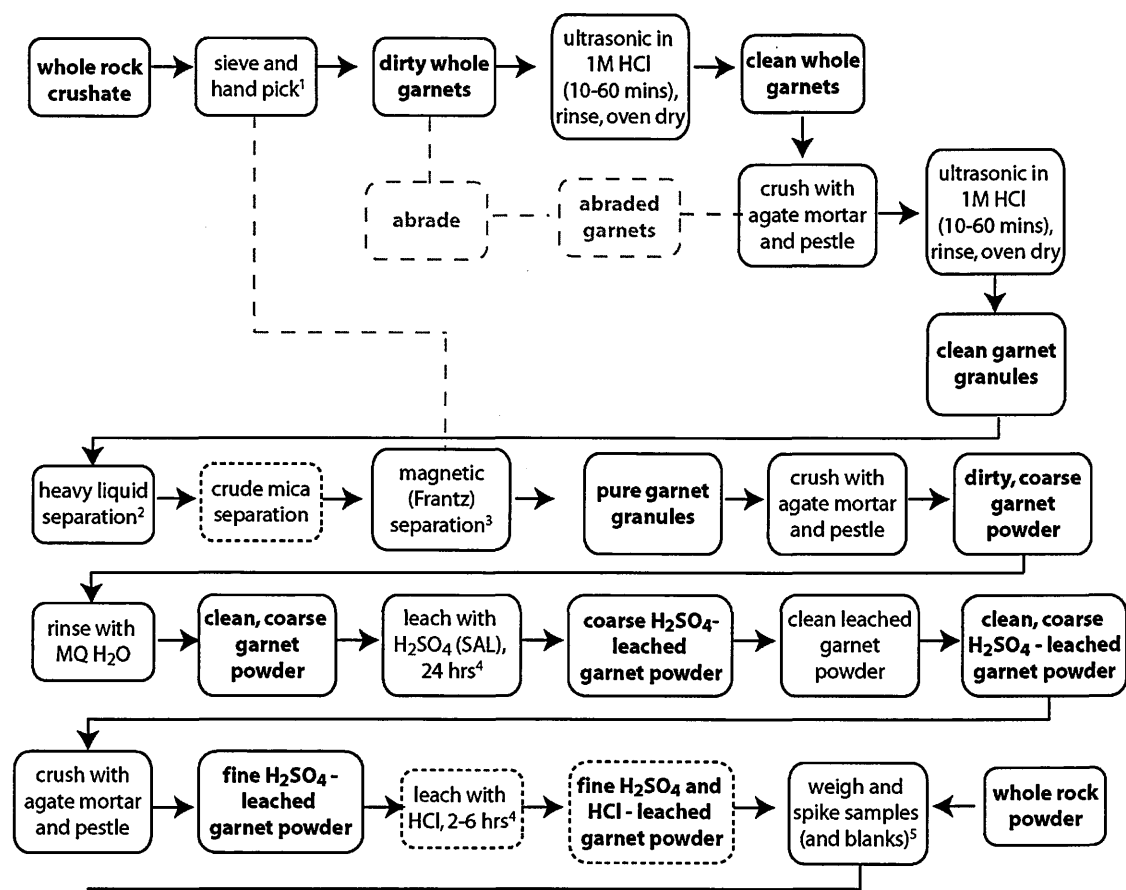 whole rock
crushate
sieve and
hand pick¹
dirty whole
garnets
ultrasonic in
1M HCl
(10-60 mins),
rinse, oven dry
clean whole
garnets
abrade
abraded
garnets
crush with
agate mortar
and pestle
ultrasonic in
1M HCl
(10-60 mins),
rinse, oven dry
clean garnet
granules
heavy liquid
separation²
crude mica
separation
magnetic
(Frantz)
separation³
pure garnet
granules
crush with
agate mortar
and pestle
dirty, coarse
garnet
powder
rinse with
MQ H₂O
clean, coarse
garnet
powder
leach with
H₂SO₄ (SAL),
24 hrs⁴
coarse H₂SO₄-
leached
garnet powder
clean leached
garnet
powder
clean, coarse
H₂SO₄ - leached
garnet powder
crush with
agate mortar
and pestle
fine H₂SO₄ -
leached
garnet powder
leach with
HCl, 2-6 hrs⁴
fine H₂SO₄ and
HCl - leached
garnet powder
weigh and
spike samples
(and blanks)⁵
whole rock
powder